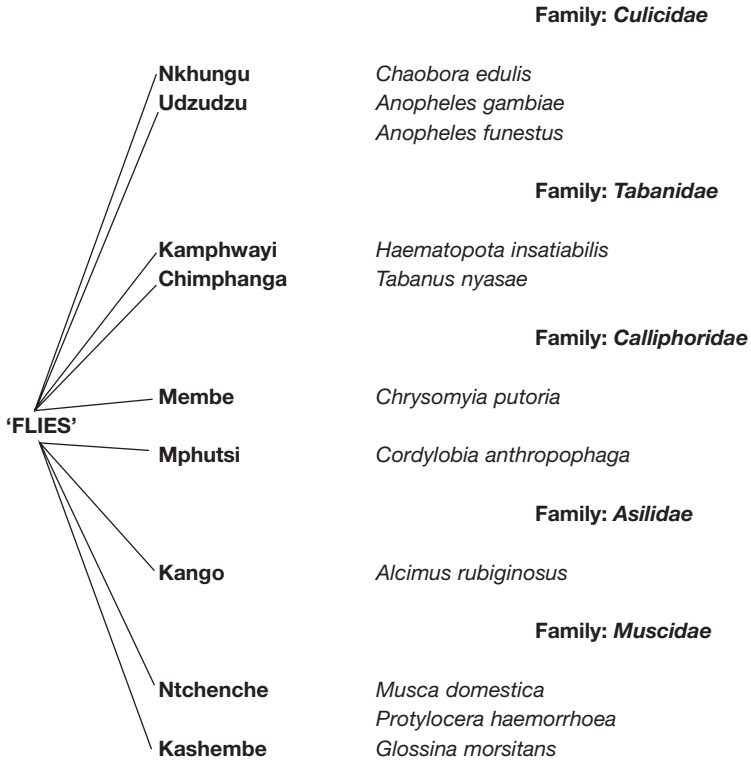 Family: Culicidae
Nkhungu Chaobora edulis
Udzudzu Anopheles gambiae
Anopheles funestus
Family: Tabanidae
Kamphwayi Haematopota insatiabilis
Chimphanga Tabanus nyasae
Family: Calliphoridae
Membe Chrysomyia putoria
‘FLIES’
Mphutsi Cordylobia anthropophaga
Family: Asilidae
Kango Alcimus rubiginosus
Family: Muscidae
Ntchenche Musca domestica
Protylocera haemorrhoea
Kashembe Glossina morsitans